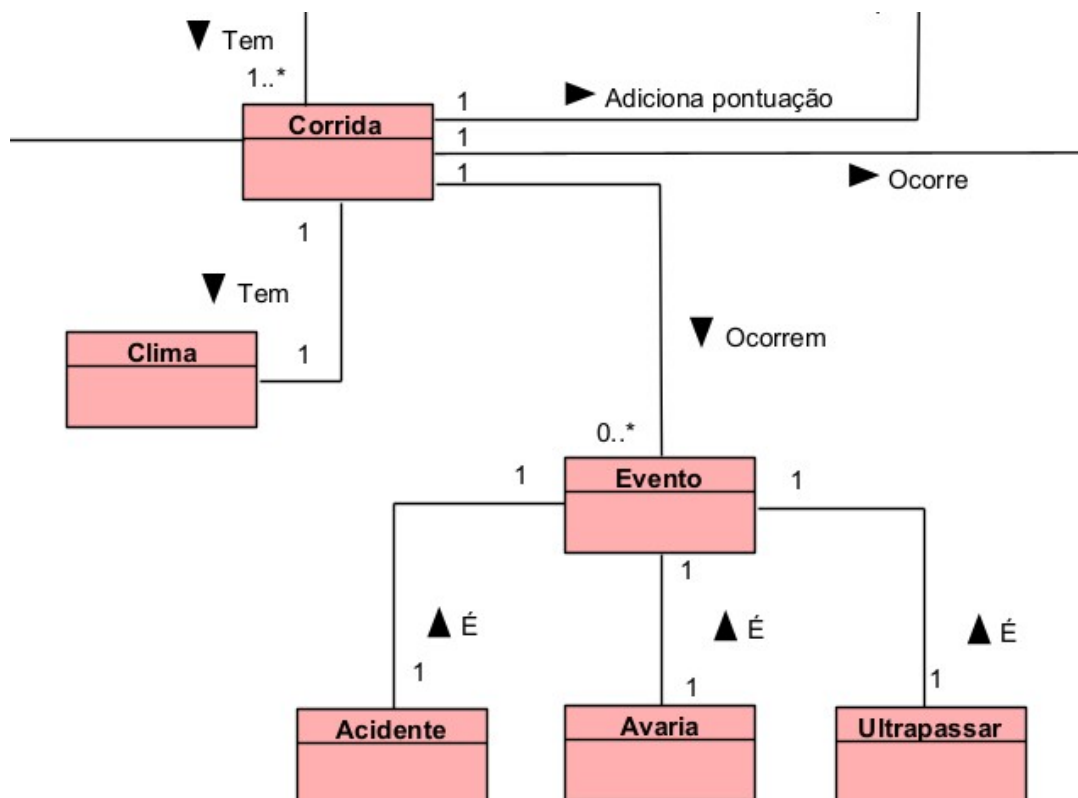 Tem
1..*
1
Adiciona pontuação
Corrida
1
1
Ocorre
1
Tem
Clima
1
Ocorrem
0..*
1
Evento
1
1
É
É
É
1
1
1
Acidente
Avaria
Ultrapassar